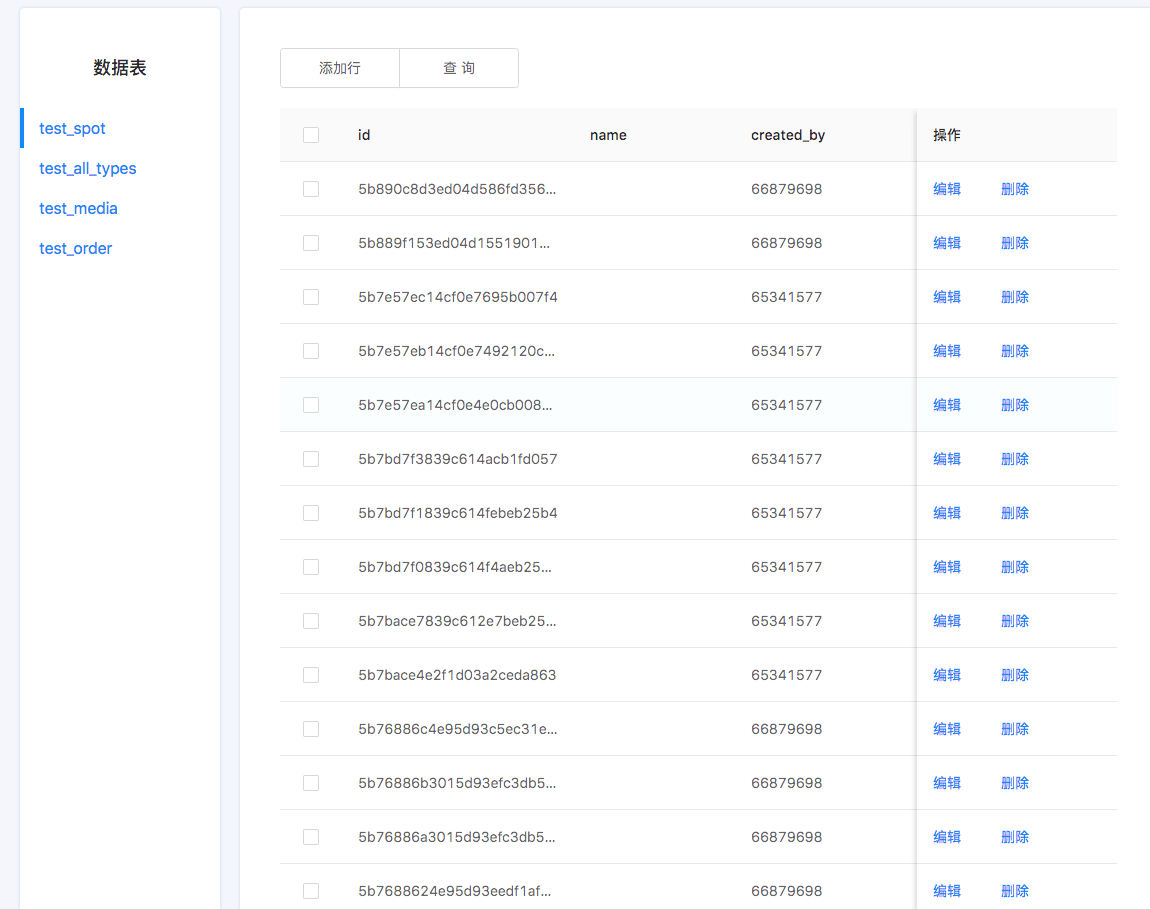 数据表
test_spot
test_all_types
test_media
test_order
添加行 查 询
id name created_by 操作
5b890c8d3ed04d586fd356... 66879698 编辑 删除
5b889f153ed04d1551901... 66879698 编辑 删除
5b7e57ec14cf0e7695b007f4 65341577 编辑 删除
5b7e57eb14cf0e7492120c... 65341577 编辑 删除
5b7e57ea14cf0e4e0cb008... 65341577 编辑 删除
5b7bd7f3839c614acb1fd057 65341577 编辑 删除
5b7bd7f1839c614febeb25b4 65341577 编辑 删除
5b7bd7f0839c614f4aeb25... 65341577 编辑 删除
5b7bace7839c612e7beb25... 65341577 编辑 删除
5b7bace4e2f1d03a2ceda863 65341577 编辑 删除
5b76886c4e95d93c5ec31e... 66879698 编辑 删除
5b76886b3015d93efc3db5... 66879698 编辑 删除
5b76886a3015d93efc3db5... 66879698 编辑 删除
5b7688624e95d93eedf1af... 66879698 编辑 删除